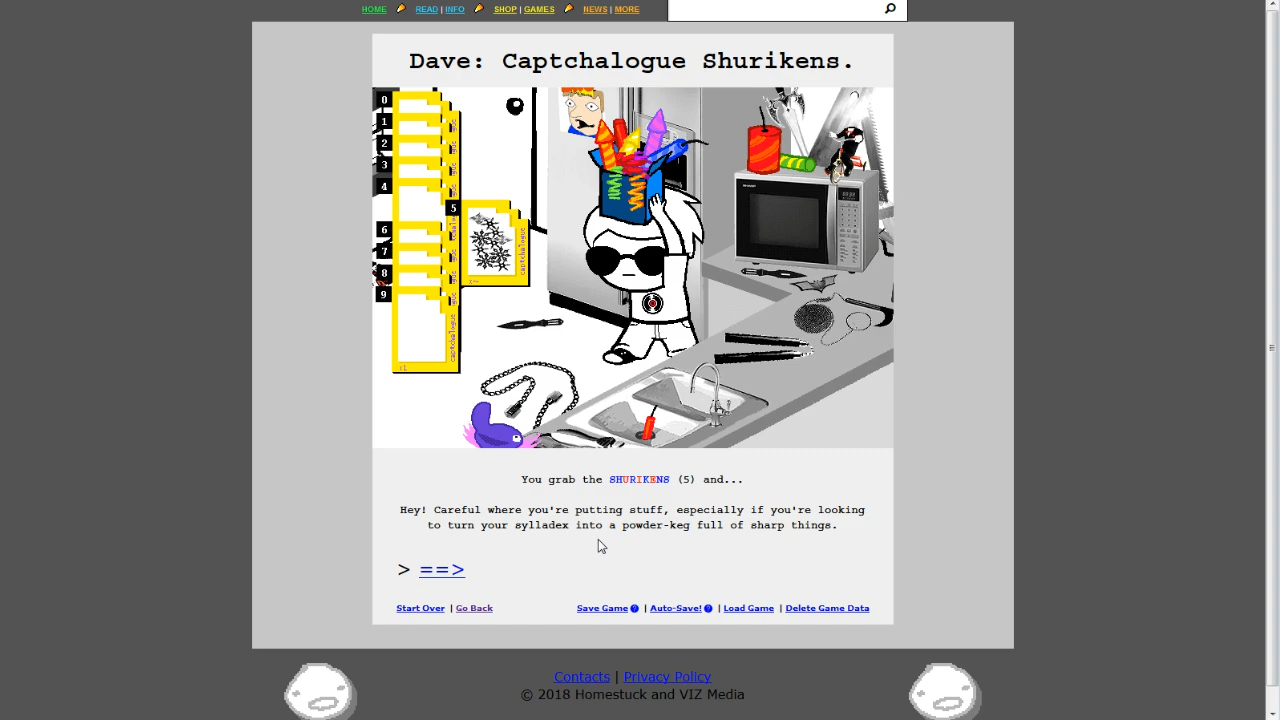 HOME READ | INFO SHOP | GAMES NEWS | MORE
Dave: Captchalogue Shurikens.
0
1
2
3
4
5
6
7
8
9
captchalogue
captchalogue
SHARP
You grab the SHURIKENS (5) and...
Hey! Careful where you're putting stuff, especially if you're looking
to turn your sylladex into a powder-keg full of sharp things.
> ==>
Start Over | Go Back Save Game ? | Auto-Save! ? | Load Game | Delete Game Data
Contacts | Privacy Policy
© 2018 Homestuck and VIZ Media